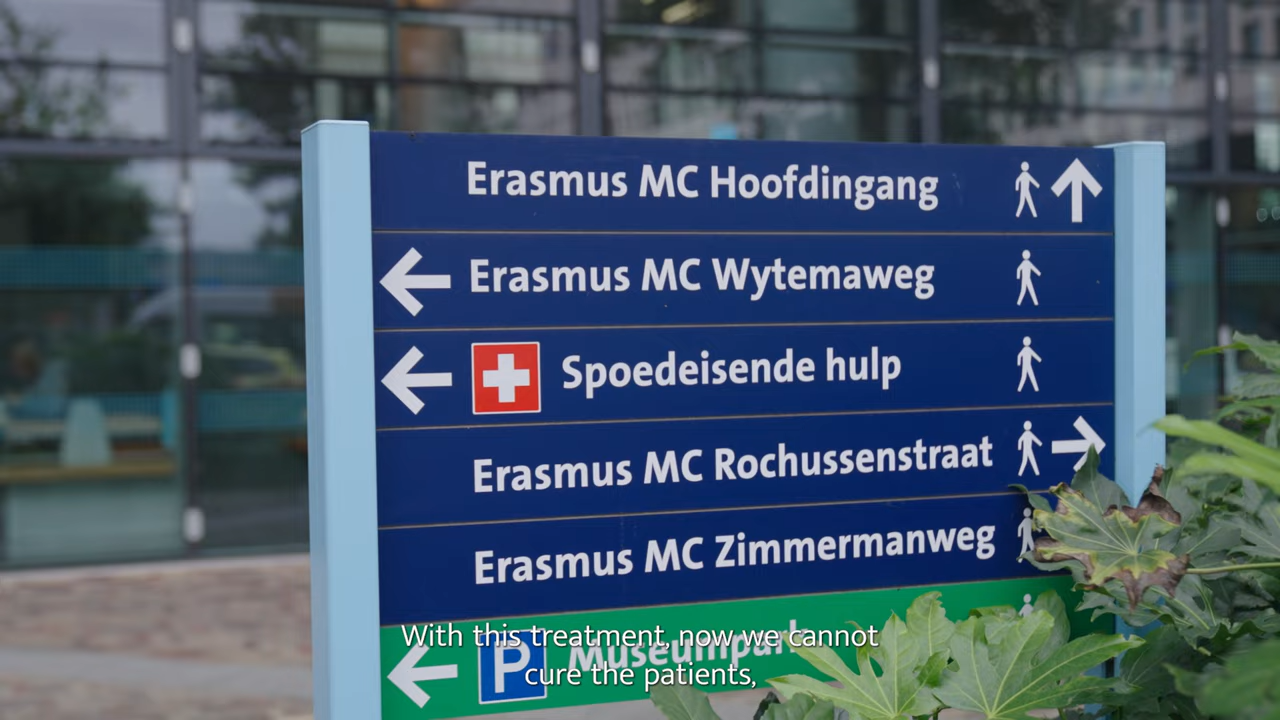 Erasmus MC Hoofdingang
Erasmus MC Wytemaweg
Spoedeisende hulp
Erasmus MC Rochussenstraat
Erasmus MC Zimmermanweg
P Museumpark
With this treatment, now we cannot
cure the patients,